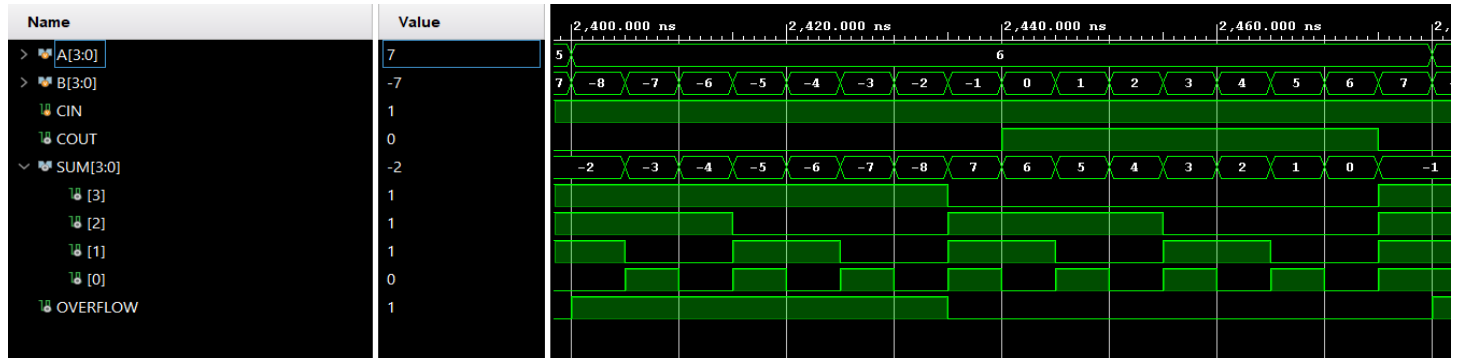 Name Value 2,400.000 ns 2,420.000 ns 2,440.000 ns 2,460.000 ns 2,
A[3:0] 7 5 6
B[3:0] -7 7 -8 -7 -6 -5 -4 -3 -2 -1 0 1 2 3 4 5 6 7 -
CIN 1
COUT 0
SUM[3:0] -2 -2 -3 -4 -5 -6 -7 -8 7 6 5 4 3 2 1 0 -1
[3] 1
[2] 1
[1] 1
[0] 0
OVERFLOW 1